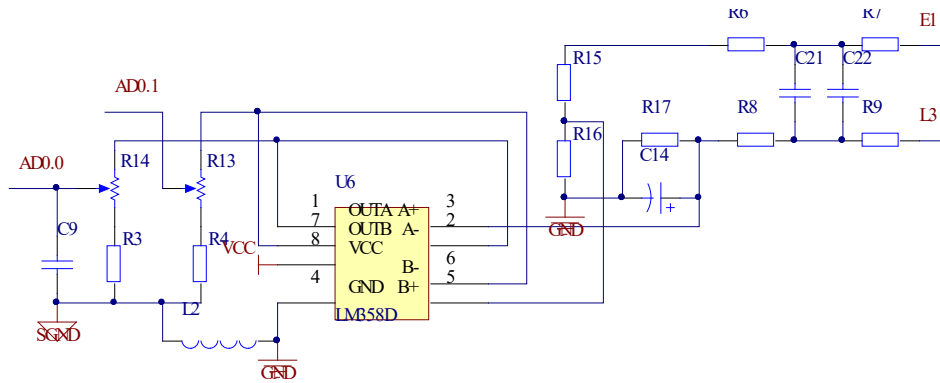 R6 R7 E1
R15 C21 C22
AD0.1 R17 R8 R9 L3
R16
AD0.0 R14 R13 C14
U6
1 OUTA A+ 3
7 OUTB A- 2
C9 R3 R4 VCC 8 VCC
B- 6
4 GND B+ 5
L2 LM358D
+
GND
SGND
GND